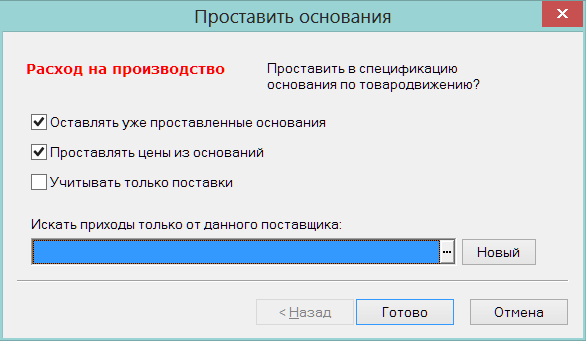 Проставить основания
Расход на производство
Проставить в спецификацию
основания по товародвижению?
Оставлять уже проставленные основания
Проставлять цены из оснований
Учитывать только поставки
Искать приходы только от данного поставщика:
... Новый
< Назад Готово Отмена